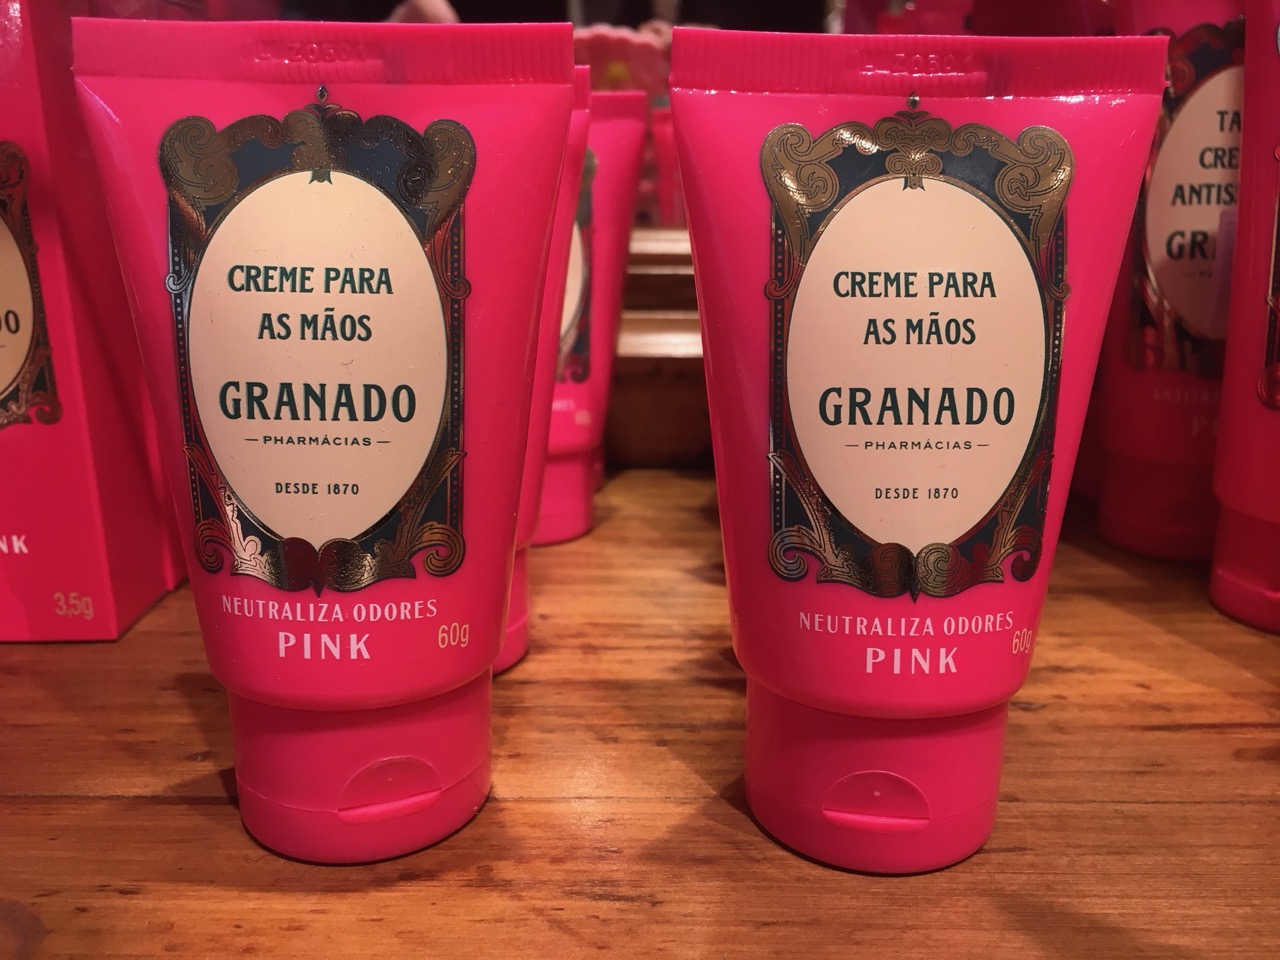 CREME PARA
AS MÃOS
GRANADO
PHARMÁCIAS
DESDE 1870
NEUTRALIZA ODORES
PINK
60g
CREME PARA
AS MÃOS
GRANADO
PHARMÁCIAS
DESDE 1870
NEUTRALIZA ODORES
PINK
60g
3,5g